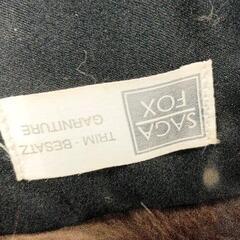 SAGA
FOX
TRIM - BESATZ
GARNITURE